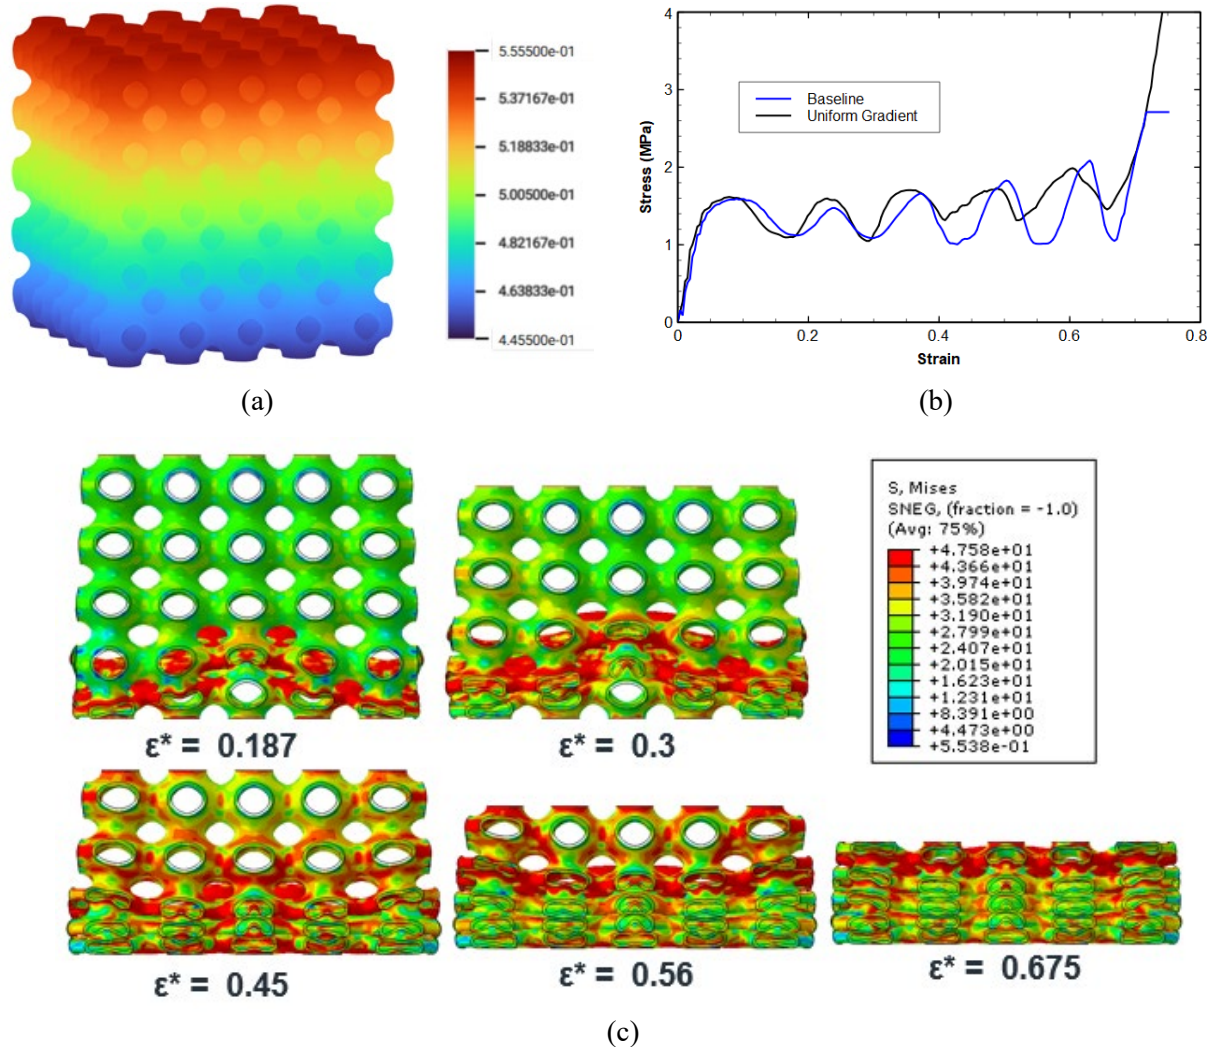 5.55500e-01
5.37167e-01
5.18833e-01
5.00500e-01
4.82167e-01
4.63833e-01
4.45500e-01
(a)
4
3
2
1
0
Stress (MPa)
Baseline
Uniform Gradient
0
0.2
0.4
0.6
0.8
Strain
(b)
S, Mises
SNEG, (fraction = -1.0)
(Avg: 75%)
+4.758e+01
+4.366e+01
+3.974e+01
+3.582e+01
+3.190e+01
+2.799e+01
+2.407e+01
+2.015e+01
+1.623e+01
+1.231e+01
+8.391e+00
+4.473e+00
+5.538e-01
ε* = 0.187
ε* = 0.3
ε* = 0.45
ε* = 0.56
ε* = 0.675
(c)